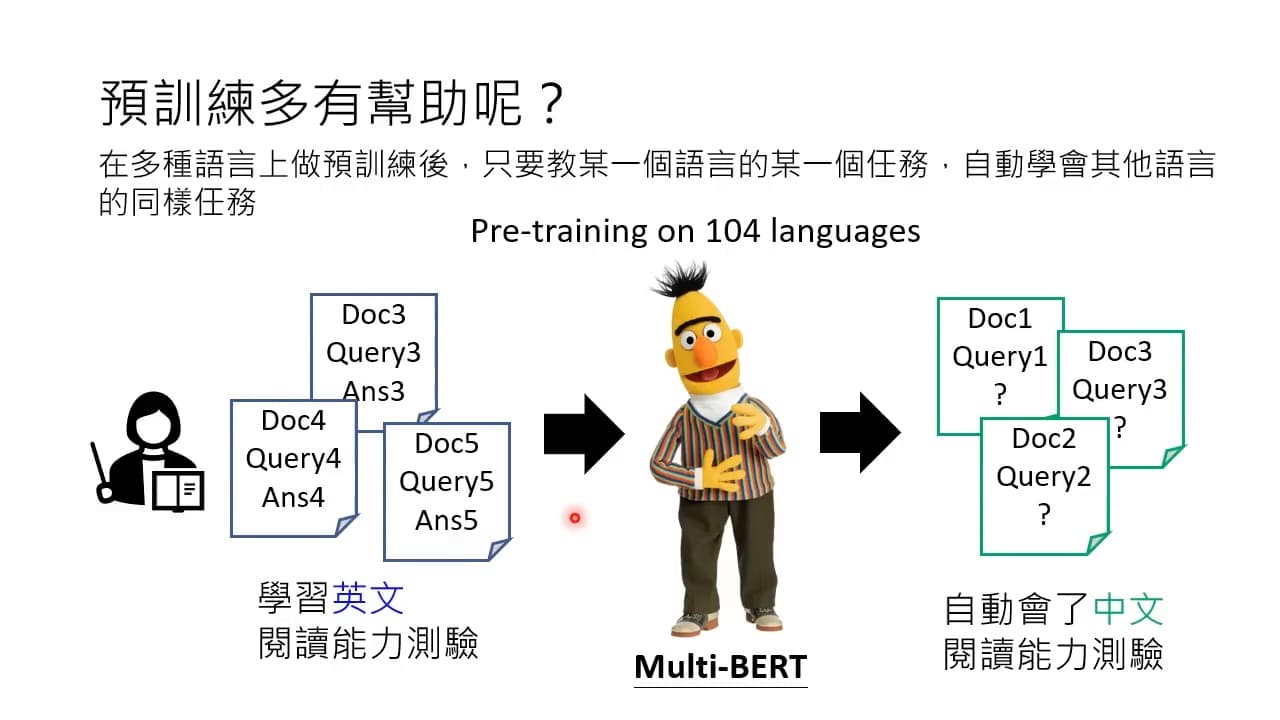 預訓練多有幫助呢？
在多種語言上做預訓練後，只要教某一個語言的某一個任務，自動學會其他語言
的同樣任務
Pre-training on 104 languages
Doc3
Query3
Ans3
Doc4
Query4
Ans4
Doc5
Query5
Ans5
學習英文
閱讀能力測驗
Multi-BERT
Doc1
Query1
?
Doc3
Query3
?
Doc2
Query2
?
自動會了中文
閱讀能力測驗